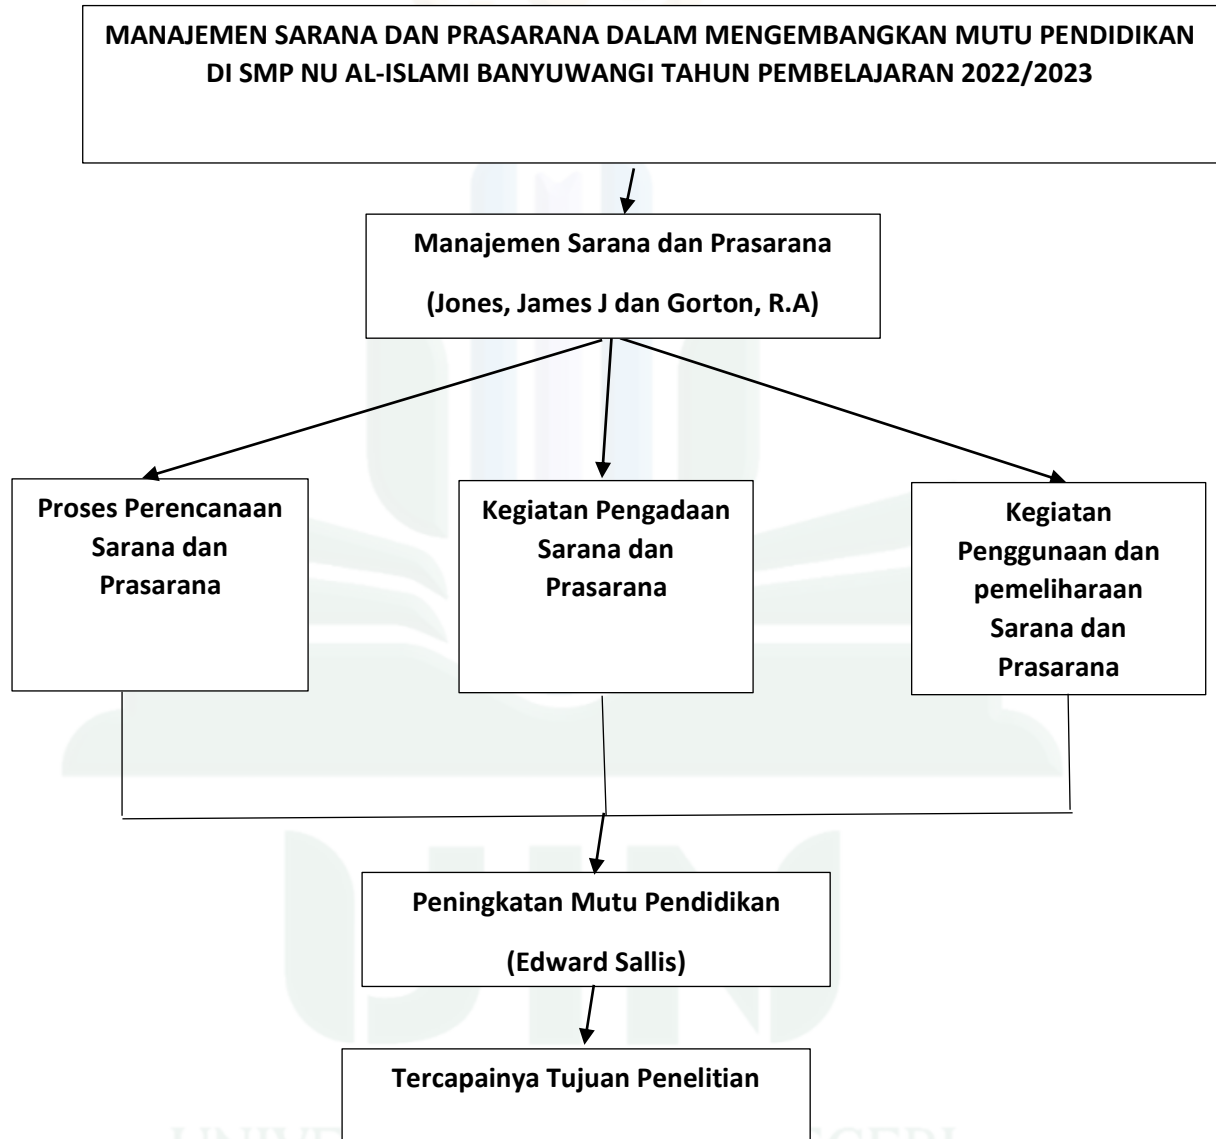 MANAJEMEN SARANA DAN PRASARANA DALAM MENGEMBANGKAN MUTU PENDIDIKAN
DI SMP NU AL-ISLAMI BANYUWANGI TAHUN PEMBELAJARAN 2022/2023
Manajemen Sarana dan Prasarana
(Jones, James J dan Gorton, R.A)
Proses Perencanaan
Sarana dan
Prasarana
Kegiatan Pengadaan
Sarana dan
Prasarana
Kegiatan
Penggunaan dan
pemeliharaan
Sarana dan
Prasarana
Peningkatan Mutu Pendidikan
(Edward Sallis)
Tercapainya Tujuan Penelitian
UIN